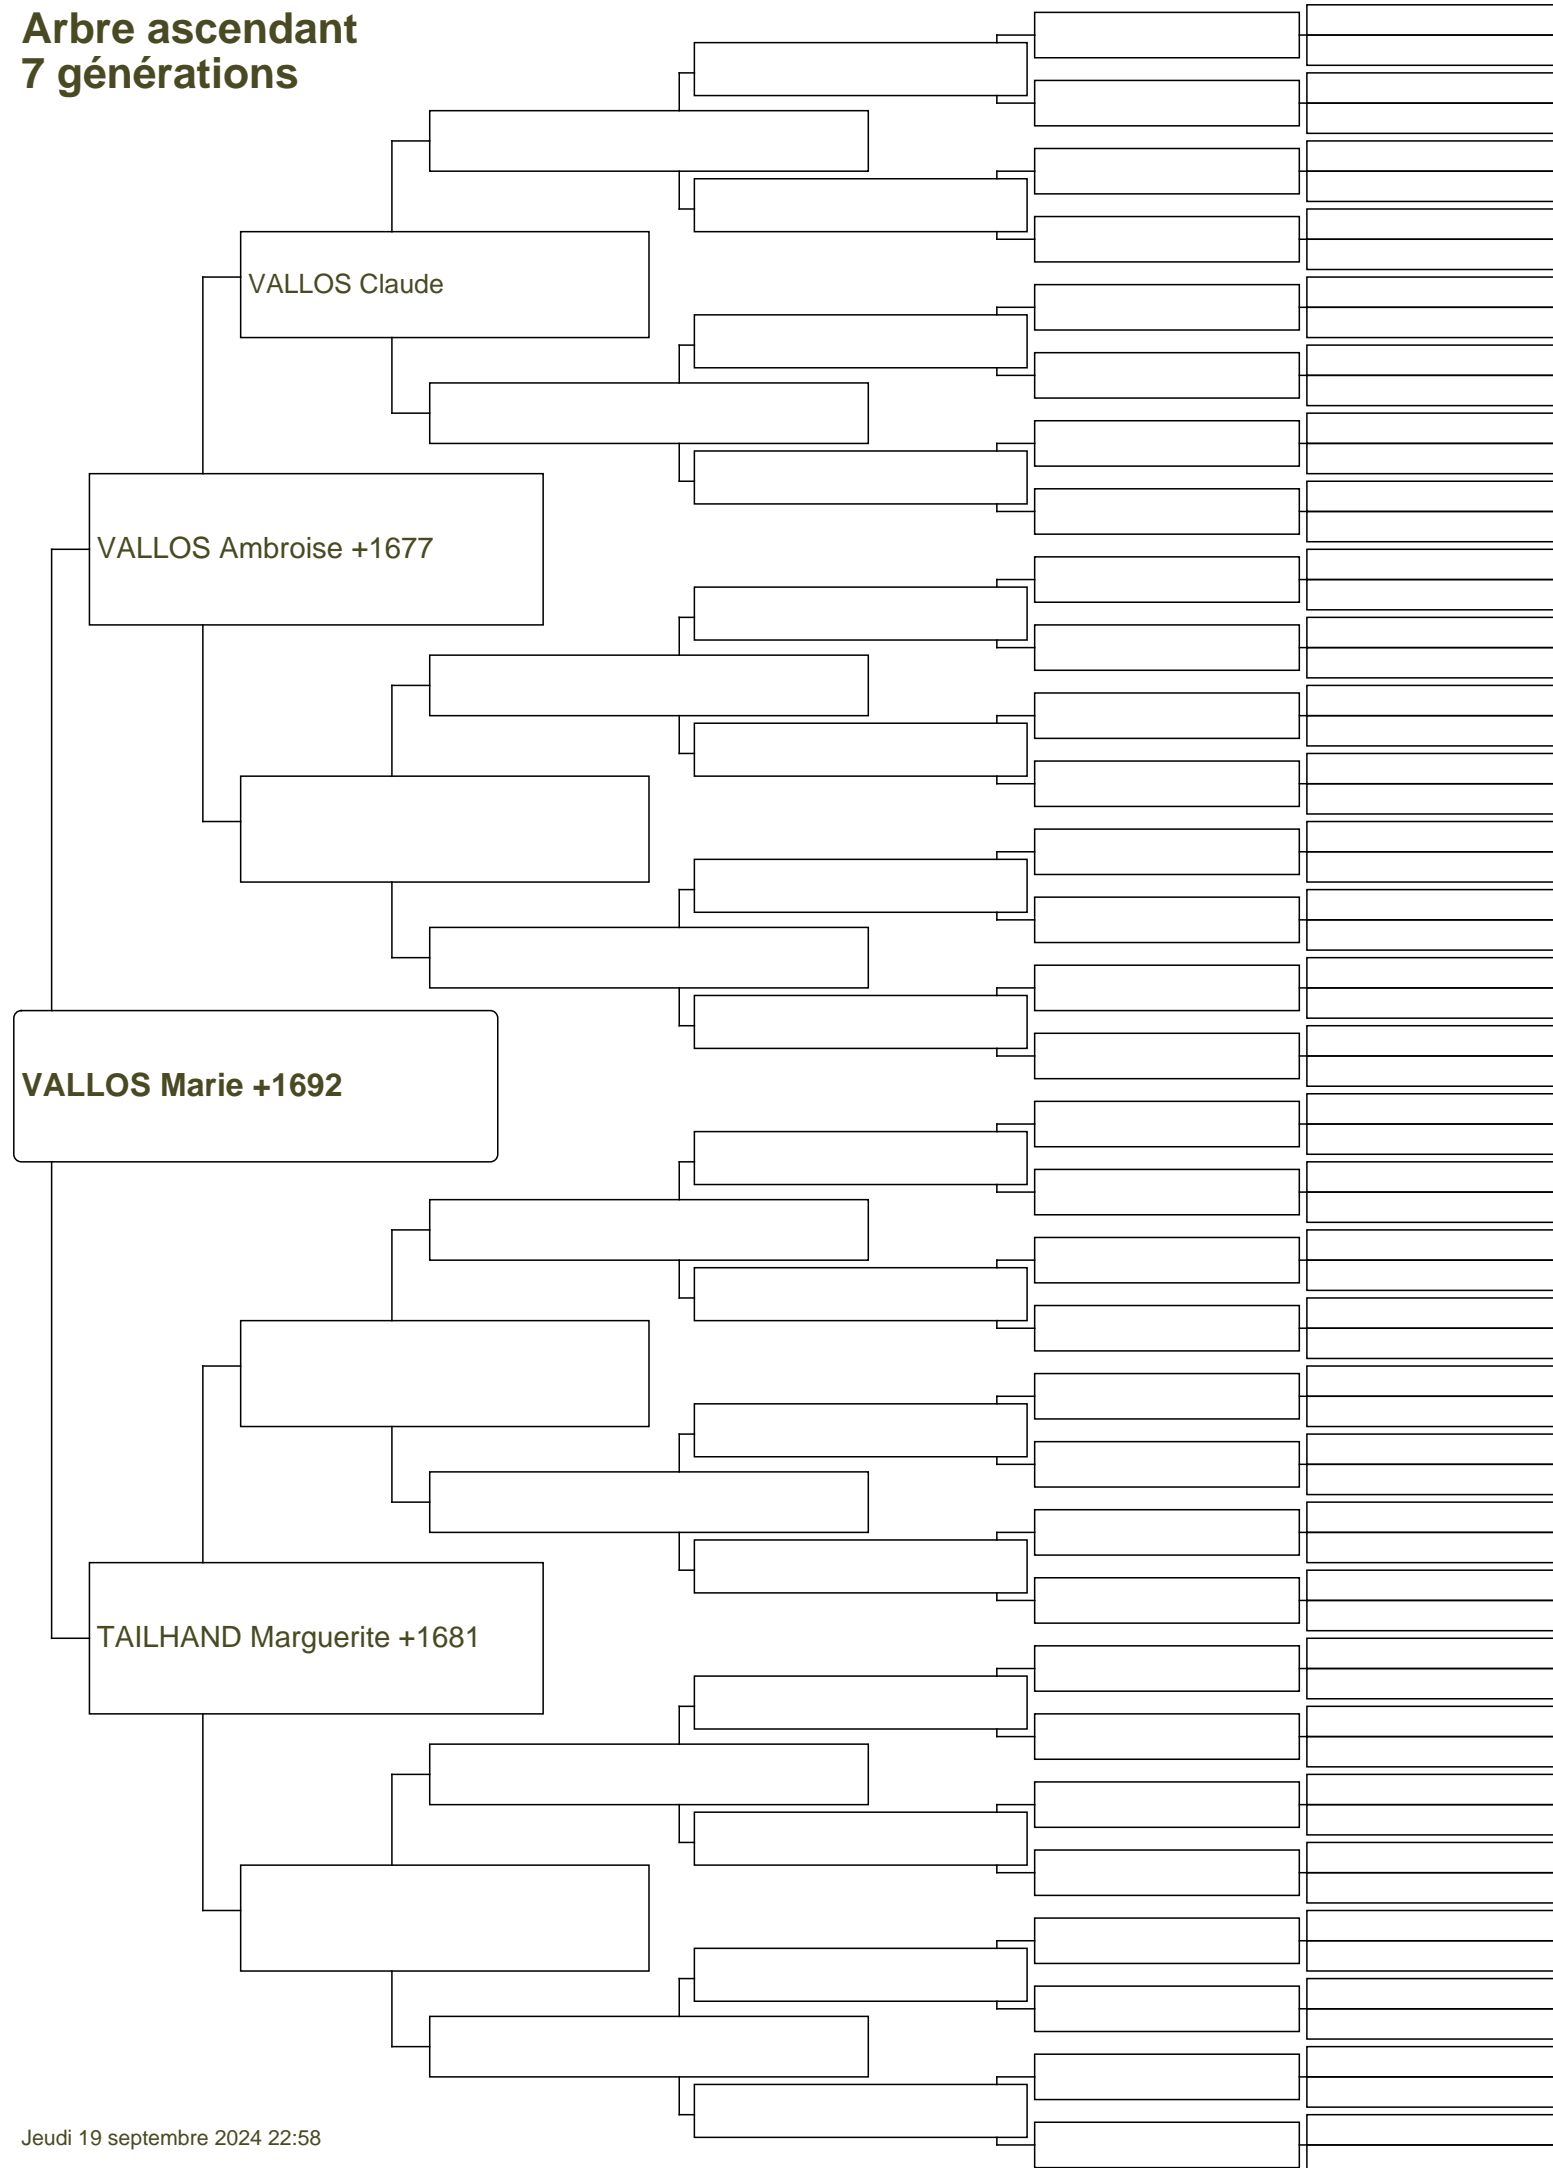 Arbre ascendant
7 générations
VALLOS Claude
VALLOS Ambroise +1677
VALLOS Marie +1692
TAILHAND Marguerite +1681
Jeudi 19 septembre 2024 22:58